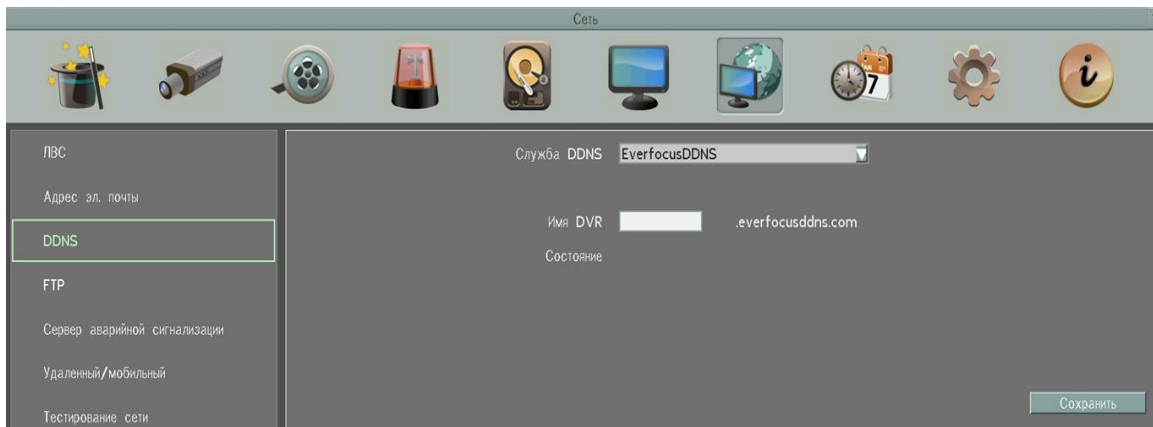 Сеть
7
i
ЛВС
Адрес эл. почты
DDNS
FTP
Сервер аварийной сигнализации
Удаленный/мобильный
Тестирование сети
Служба DDNS EverfocusDDNS
Имя DVR .everfocusddns.com
Состояние
Сохранить